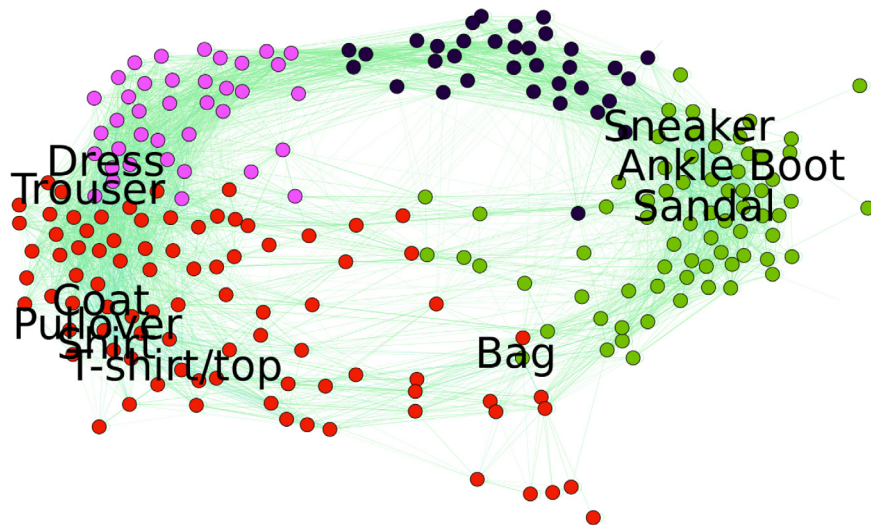 Sneaker
Dress
Ankle Boot
Trouser
Sandal
Coat
Pullover
Shirt
T-shirt/top
Bag